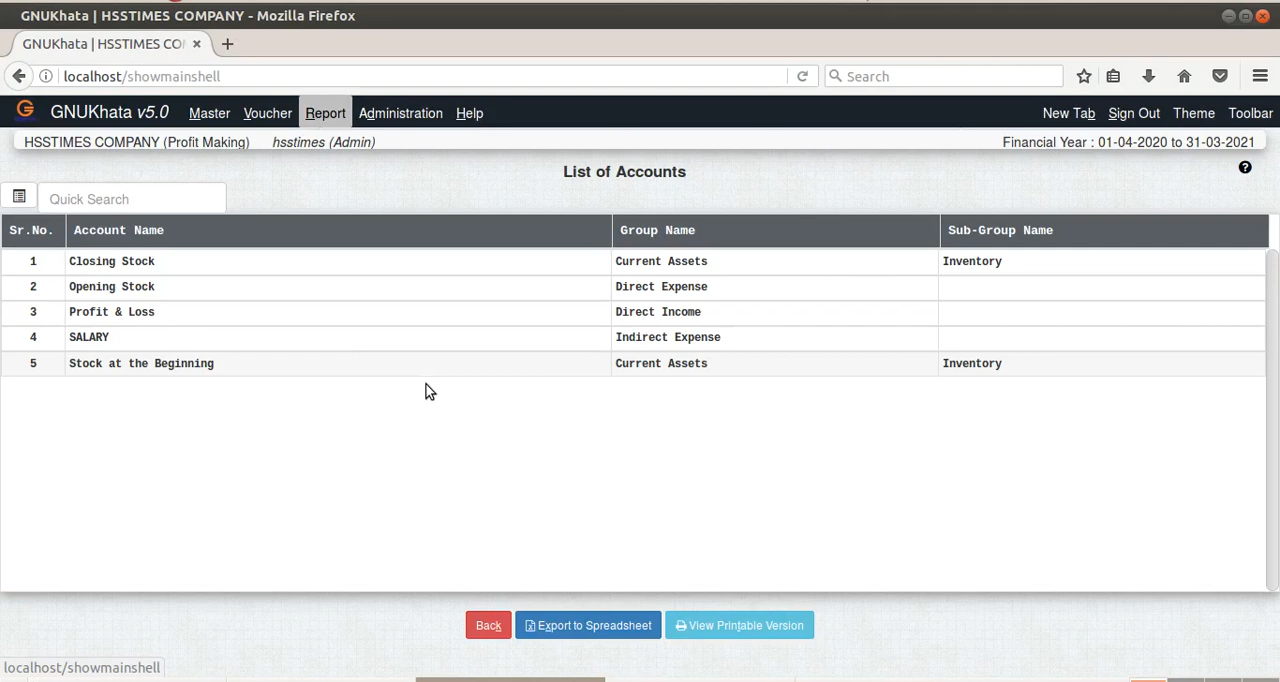 GNUKhata | HSSTIMES COMPANY - Mozilla Firefox
GNUKhata | HSSTIMES CO
localhost/showmainshell
Search
GNUKhata v5.0 Master Voucher Report Administration Help New Tab Sign Out Theme Toolbar
HSSTIMES COMPANY (Profit Making) hsstimes (Admin) Financial Year : 01-04-2020 to 31-03-2021
List of Accounts
Quick Search
Sr.No. Account Name Group Name Sub-Group Name
1 Closing Stock Current Assets Inventory
2 Opening Stock Direct Expense
3 Profit & Loss Direct Income
4 SALARY Indirect Expense
5 Stock at the Beginning Current Assets Inventory
Back Export to Spreadsheet View Printable Version
localhost/showmainshell